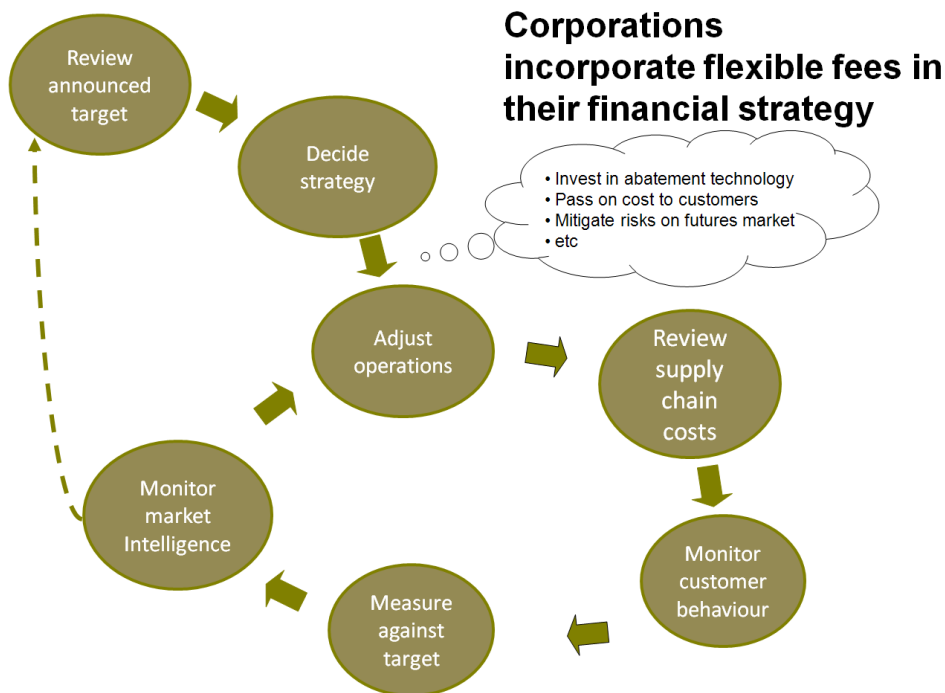 Corporations
incorporate flexible fees in
their financial strategy
Review
announced
target
Decide
strategy
• Invest in abatement technology
• Pass on cost to customers
• Mitigate risks on futures market
• etc
Adjust
operations
Review
supply
chain
costs
Monitor
customer
behaviour
Measure
against
target
Monitor
market
Intelligence